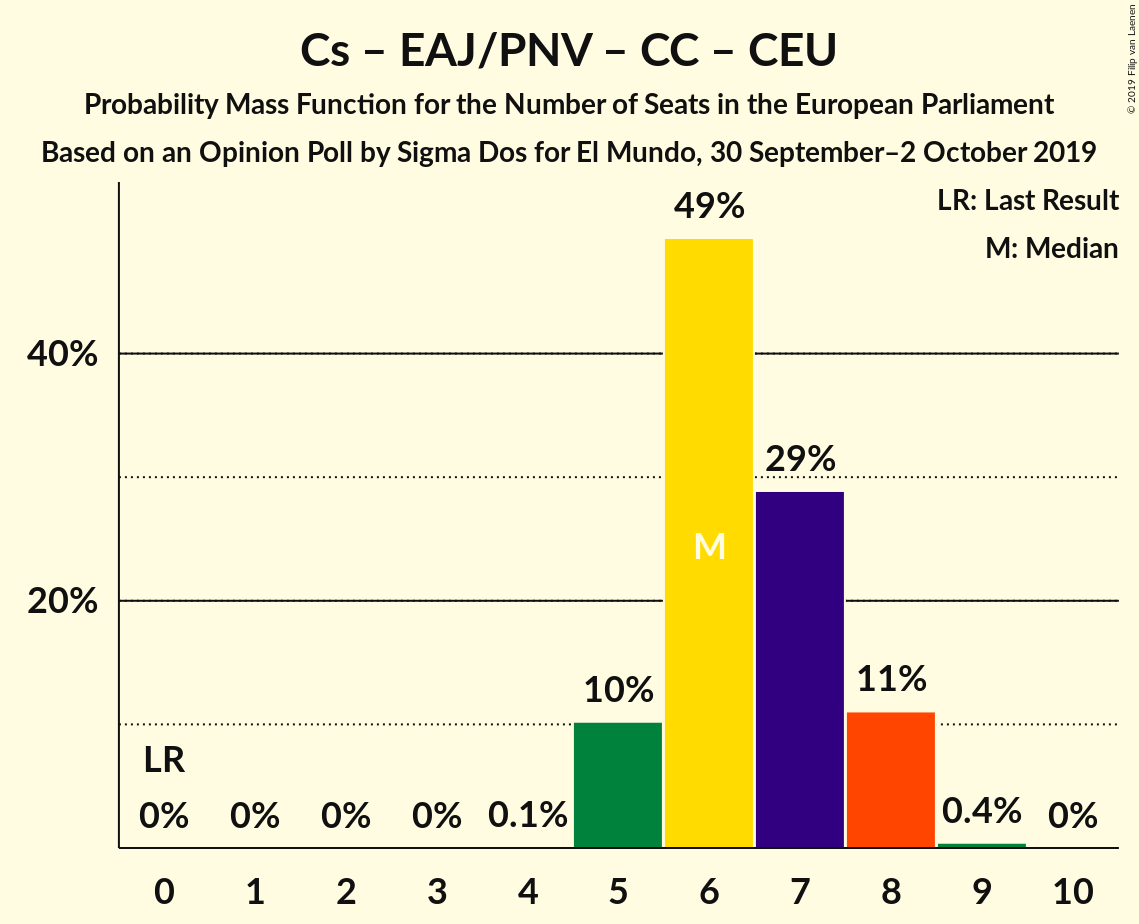 Cs – EAJ/PNV – CC – CEU
Probability Mass Function for the Number of Seats in the European Parliament
Based on an Opinion Poll by Sigma Dos for El Mundo, 30 September–2 October 2019
© 2019 Filip van Laenen
LR: Last Result
M: Median
49%
40%
29%
M
20%
11%
10%
LR
0% 0% 0% 0% 0.1% 0.4% 0%
0 1 2 3 4 5 6 7 8 9 10